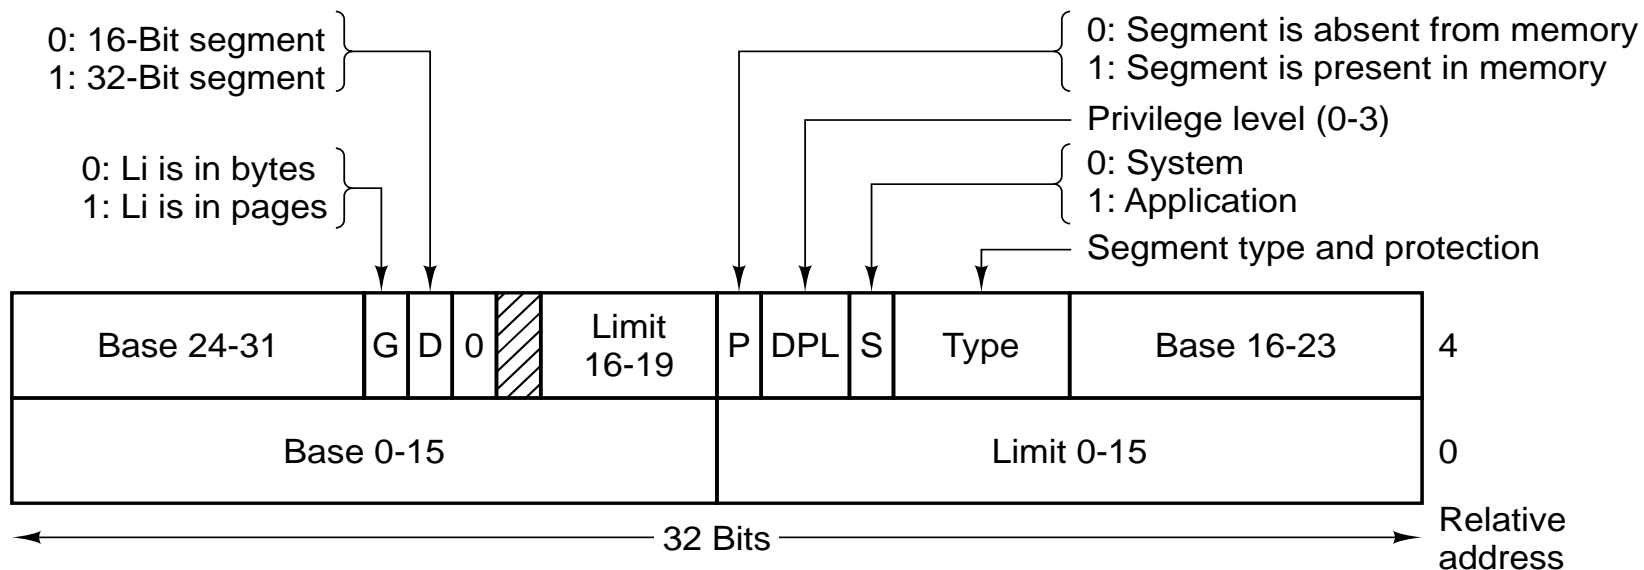 0: 16-Bit segment
1: 32-Bit segment
0: Li is in bytes
1: Li is in pages
0: Segment is absent from memory
1: Segment is present in memory
Privilege level (0-3)
0: System
1: Application
Segment type and protection
Base 24-31
G
D
0
Limit
16-19
P
DPL
S
Type
Base 16-23
4
Base 0-15
Limit 0-15
0
32 Bits
Relative
address